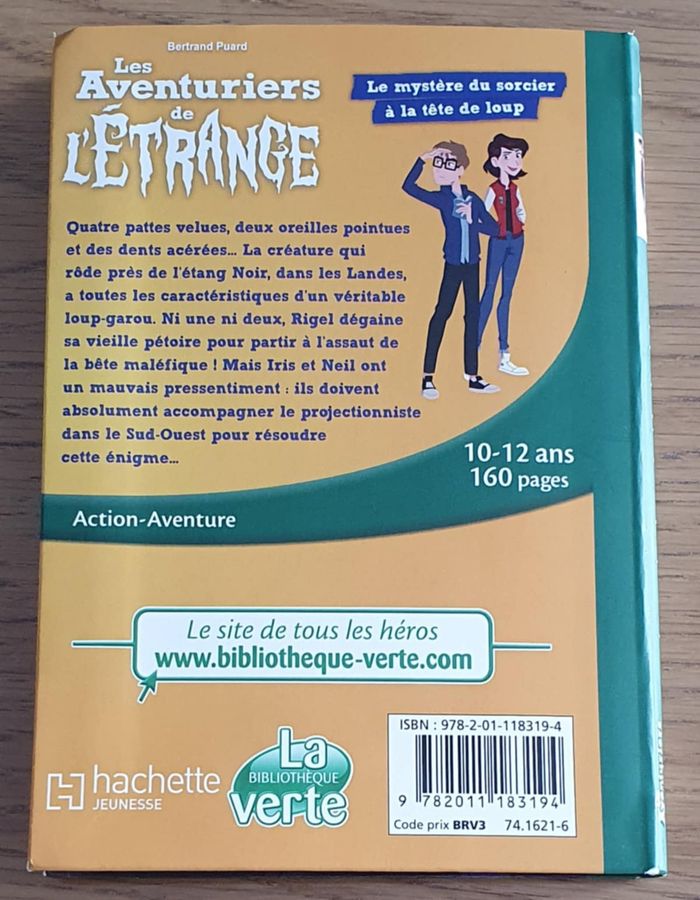 Bertrand Puard
Les
Aventuriers
de
L'ÉTRANGE
Le mystère du sorcier
à la tête de loup
Quatre pattes velues, deux oreilles pointues
et des dents acérées... La créature qui
rôde près de l'étang Noir, dans les Landes,
a toutes les caractéristiques d'un véritable
loup-garou. Ni une ni deux, Rigel dégaine
sa vieille pétoire pour partir à l'assaut de
la bête maléfique ! Mais Iris et Neil ont
un mauvais pressentiment : ils doivent
absolument accompagner le projectionniste
dans le Sud-Ouest pour résoudre
cette énigme...
10-12 ans
160 pages
Action-Aventure
Le site de tous les héros
www.bibliotheque-verte.com
hachette
JEUNESSE
La
BIBLIOTHÈQUE
verte
ISBN : 978-2-01-118319-4
9 782011 183194
Code prix BRV3 74.1621-6